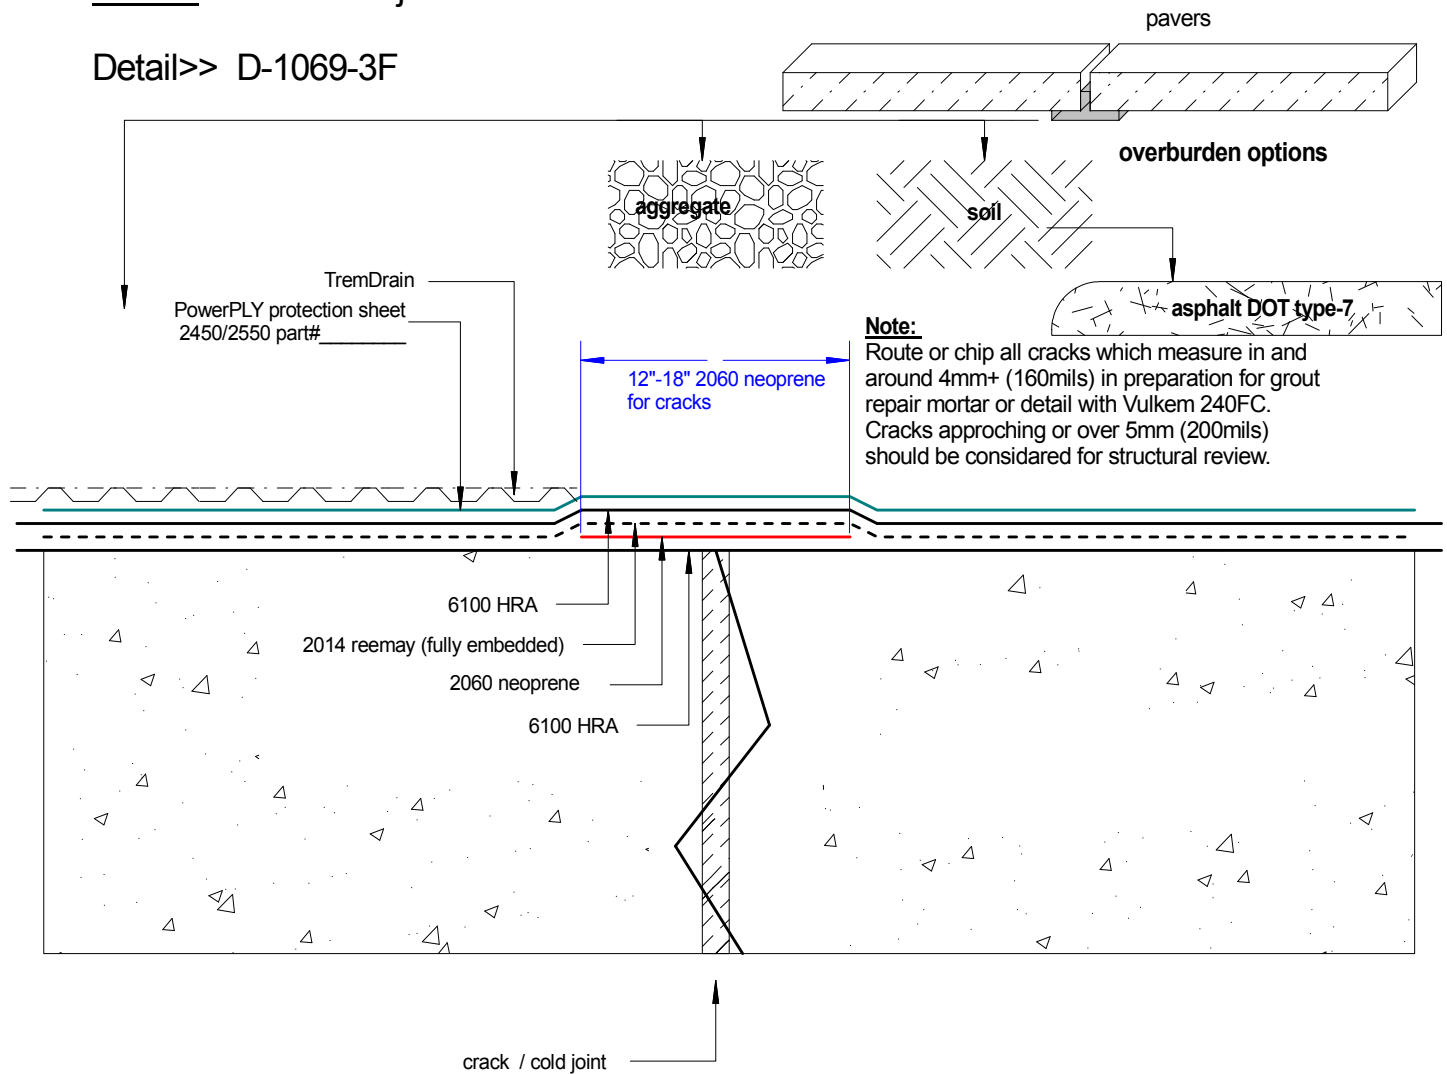 pavers
Detail>> D-1069-3F
overburden options
aggregate
soil
TremDrain
PowerPLY protection sheet
2450/2550 part#________
asphalt DOT type-7
Note:
Route or chip all cracks which measure in and
around 4mm+ (160mils) in preparation for grout
repair mortar or detail with Vulkem 240FC.
Cracks approching or over 5mm (200mils)
should be considared for structural review.
12"-18" 2060 neoprene
for cracks
6100 HRA
2014 reemay (fully embedded)
2060 neoprene
6100 HRA
crack / cold joint